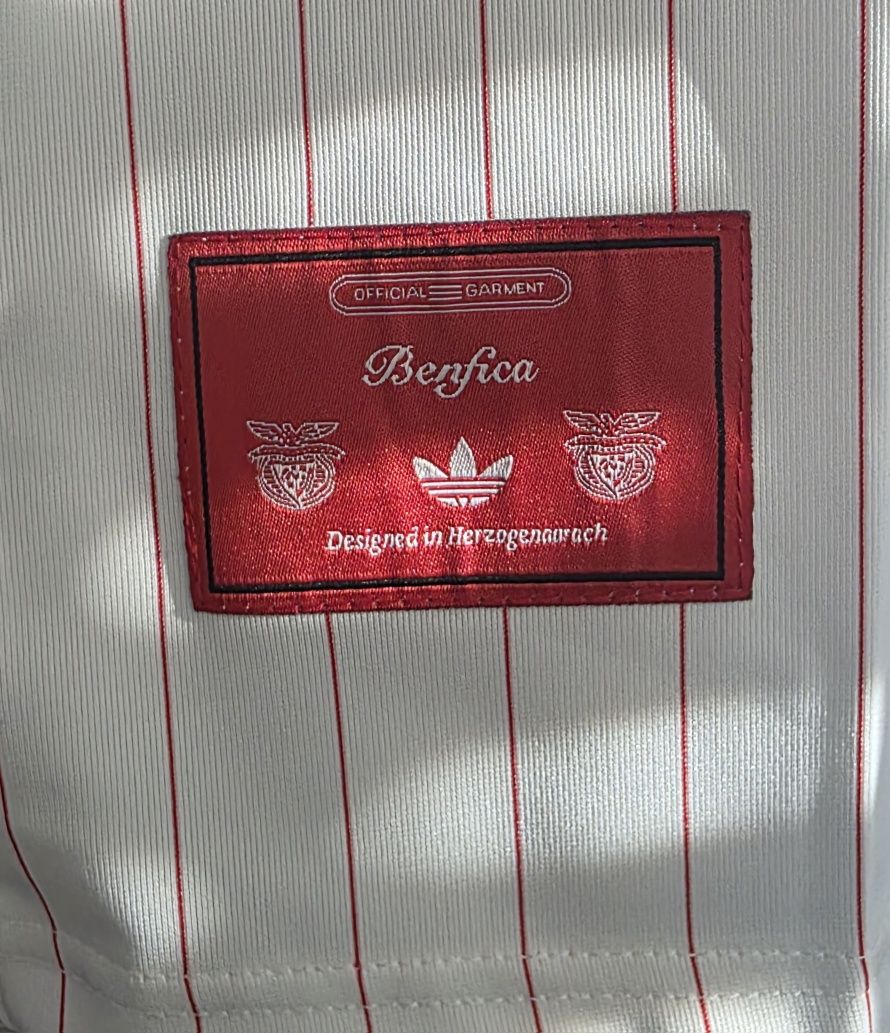 OFFICIAL GARMENT
Benfica
Designed in Herzogenaurach